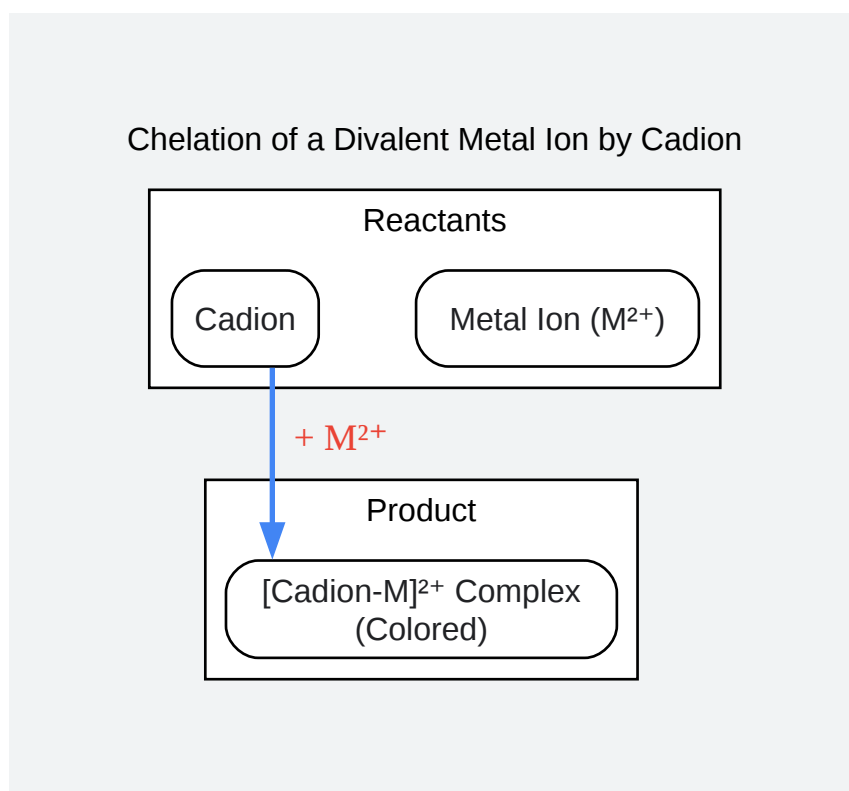 Chelation of a Divalent Metal Ion by Cadion
Reactants
Cadion
Metal Ion (M²⁺)
+ M²⁺
Product
[Cadion-M]²⁺ Complex
(Colored)